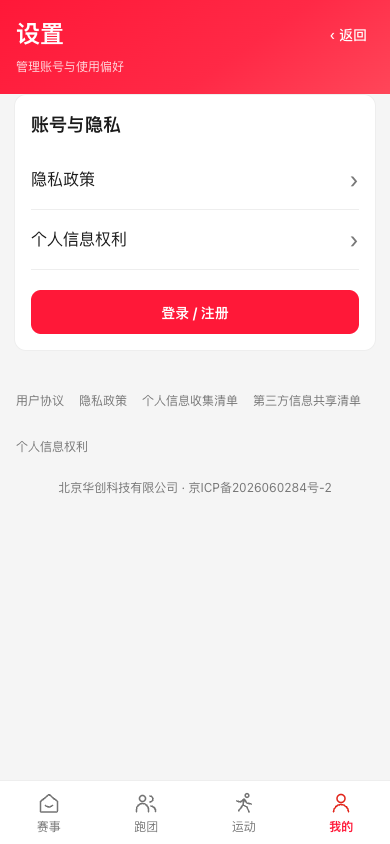 设置
‹ 返回
管理账号与使用偏好
账号与隐私
隐私政策
个人信息权利
登录 / 注册
用户协议 隐私政策 个人信息收集清单 第三方信息共享清单
个人信息权利
北京华创科技有限公司 · 京ICP备2026060284号-2
赛事 跑团 运动 我的